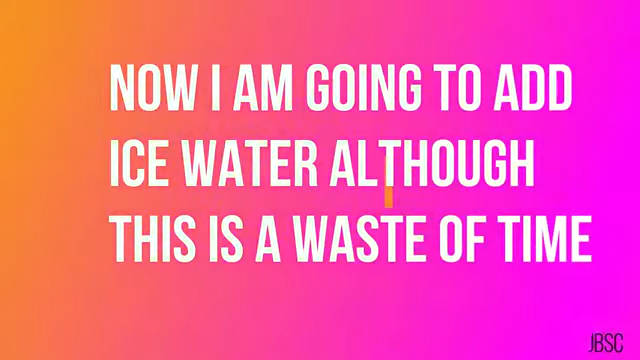 NOW I AM GOING TO ADD
ICE WATER ALTHOUGH
THIS IS A WASTE OF TIME
JBSC